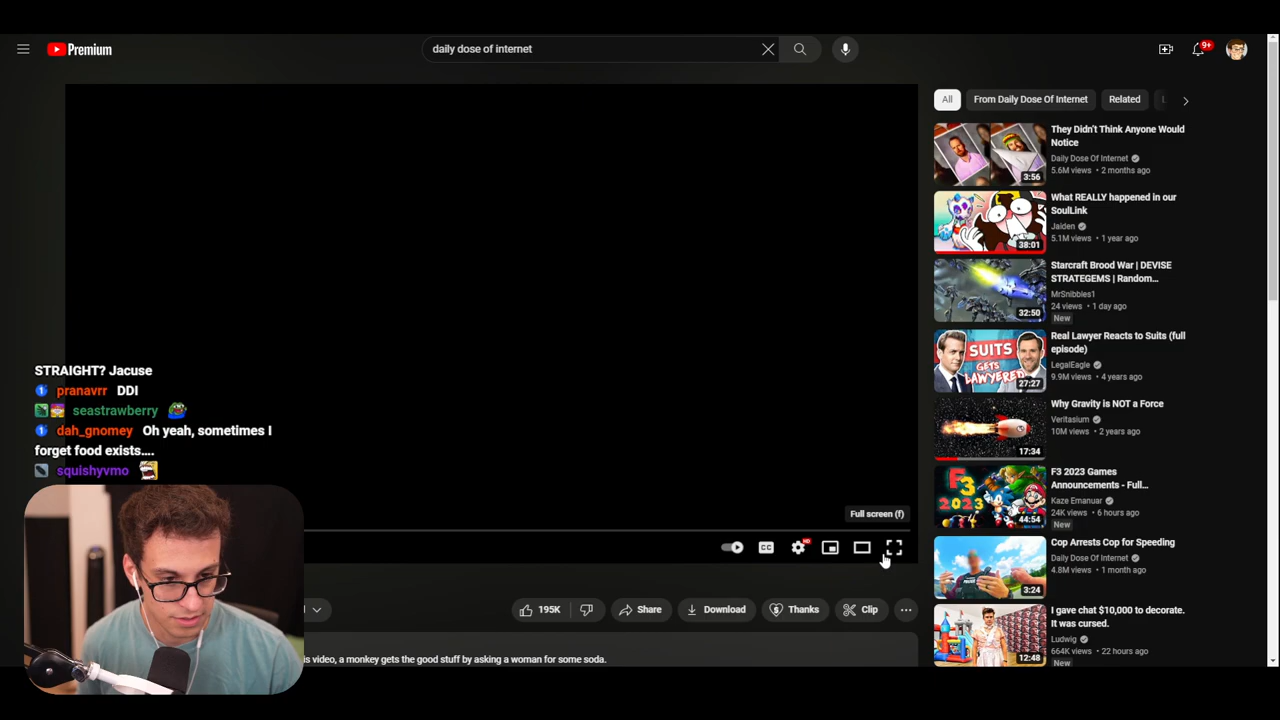 Premium
daily dose of internet
9+
All
From Daily Dose Of Internet
Related
They Didn't Think Anyone Would
Notice
Daily Dose Of Internet
5.6M views • 2 months ago
3:56
What REALLY happened in our
SoulLink
Jaiden
5.1M views • 1 year ago
38:01
Starcraft Brood War | DEVISE
STRATEGEMS | Random...
MrSnibbles1
24 views • 1 day ago
New
32:50
Real Lawyer Reacts to Suits (full
episode)
LegalEagle
9.9M views • 4 years ago
SUITS
GETS
LAWYERED
27:27
Why Gravity is NOT a Force
Veritasium
10M views • 2 years ago
17:34
F3 2023 Games
Announcements - Full...
Kaze Emanuar
24K views • 6 hours ago
New
F3
2023
44:54
Cop Arrests Cop for Speeding
Daily Dose Of Internet
4.8M views • 1 month ago
3:24
I gave chat $10,000 to decorate.
It was cursed.
Ludwig
664K views • 22 hours ago
New
12:48
STRAIGHT? Jacuse
1 pranavrr DDI
seastrawberry
1 dah_gnomey Oh yeah, sometimes I
forget food exists....
squishyvmo
Full screen (f)
CC
HD
195K
Share
Download
Thanks
Clip
is video, a monkey gets the good stuff by asking a woman for some soda.